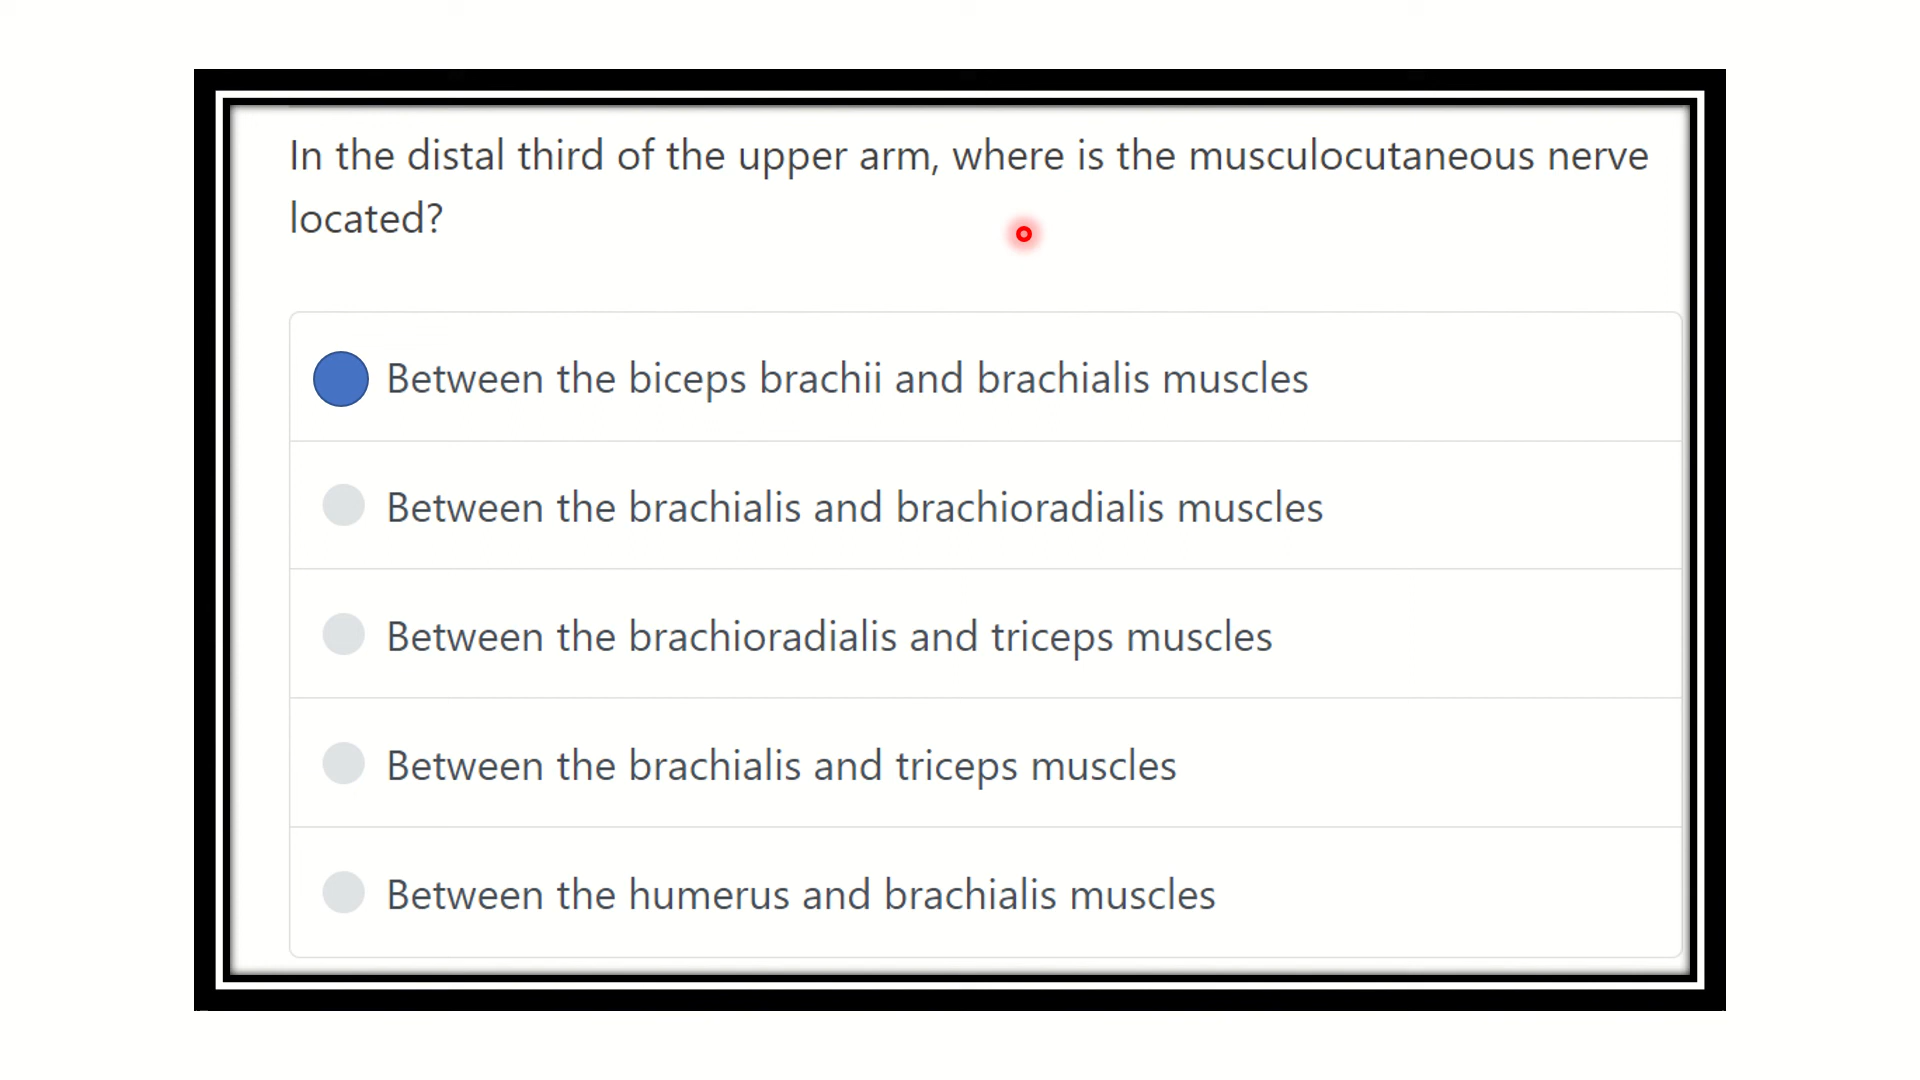 In the distal third of the upper arm, where is the musculocutaneous nerve
located?
Between the biceps brachii and brachialis muscles
Between the brachialis and brachioradialis muscles
Between the brachioradialis and triceps muscles
Between the brachialis and triceps muscles
Between the humerus and brachialis muscles